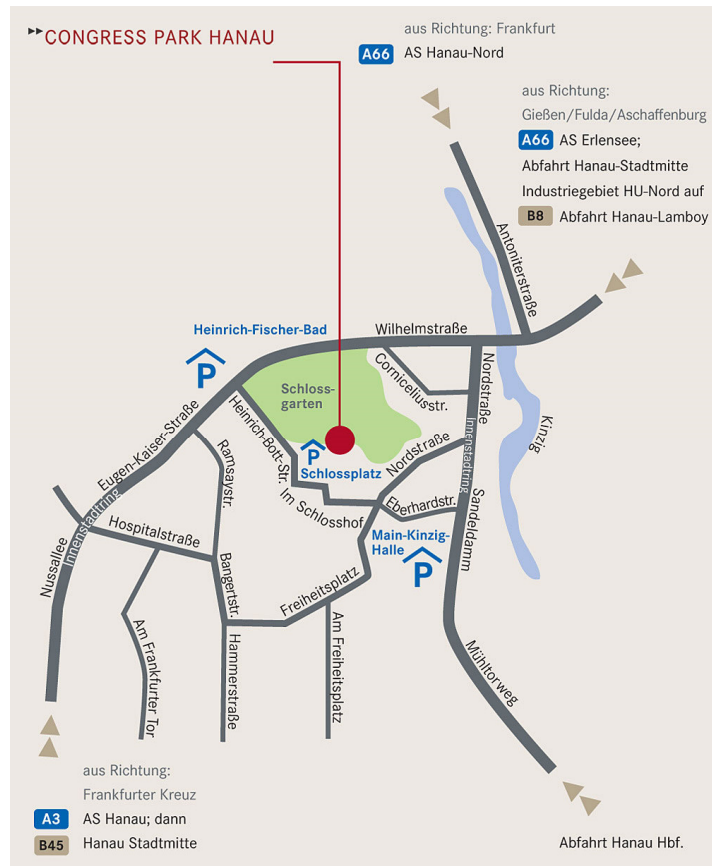 CONGRESS PARK HANAU
aus Richtung: Frankfurt
A66 AS Hanau-Nord
aus Richtung:
Gießen/Fulda/Aschaffenburg
A66 AS Erlensee;
Abfahrt Hanau-Stadtmitte
Industriegebiet HU-Nord auf
B8 Abfahrt Hanau-Lamboy
Antoniterstraße
Heinrich-Fischer-Bad
P
Wilhelmstraße
Corniceliusstr.
Nordstraße
Innenstadtring
Kinzig
Schloss-
garten
Eugen-Kaiser-Straße
Heinrich-Bott-Str.
P
Schlossplatz
Nordstraße
Ramsaystr.
Im Schlosshof
Eberhardstr.
Sandeldamm
Innenstadtring
Hospitalstraße
Main-Kinzig-
Halle
P
Nussallee
Bangertstr.
Freiheitsplatz
Am Frankfurter Tor
Hammerstraße
Am Freiheitsplatz
Mühltorweg
aus Richtung:
Frankfurter Kreuz
A3 AS Hanau; dann
B45 Hanau Stadtmitte
Abfahrt Hanau Hbf.